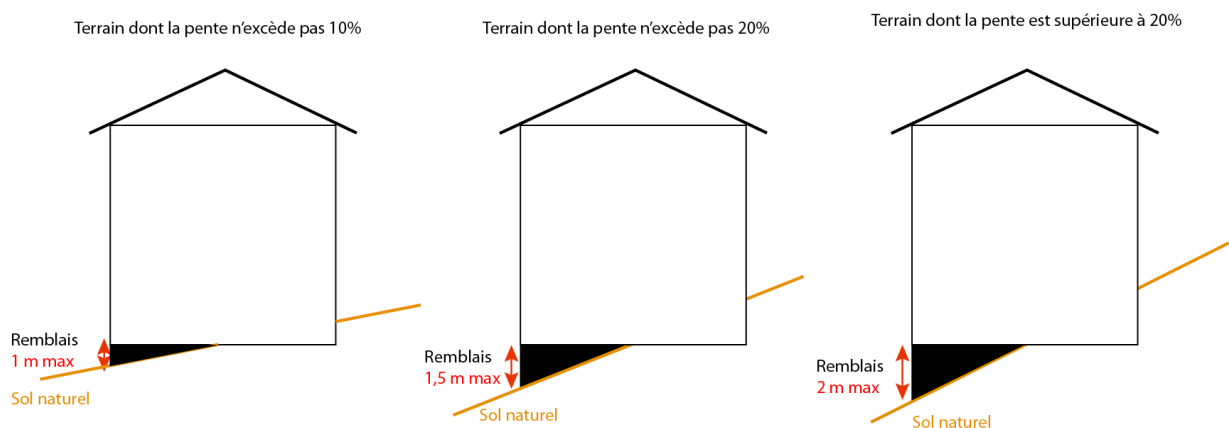 Terrain dont la pente n’excède pas 10%
Remblais
1 m max
Sol naturel
Terrain dont la pente n’excède pas 20%
Remblais
1,5 m max
Sol naturel
Terrain dont la pente est supérieure à 20%
Remblais
2 m max
Sol naturel